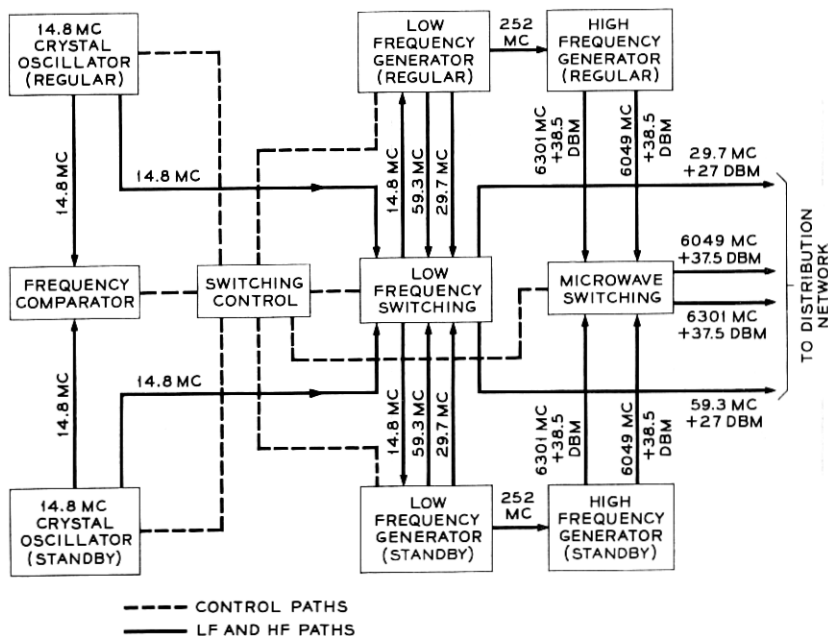 14.8 MC
CRYSTAL
OSCILLATOR
(REGULAR)
LOW
FREQUENCY
GENERATOR
(REGULAR)
252
MC
HIGH
FREQUENCY
GENERATOR
(REGULAR)
14.8 MC
14.8 MC
14.8 MC
59.3 MC
29.7 MC
6301 MC
+38.5
DBM
6049 MC
+38.5
DBM
29.7 MC
+27 DBM
FREQUENCY
COMPARATOR
SWITCHING
CONTROL
LOW
FREQUENCY
SWITCHING
MICROWAVE
SWITCHING
6049 MC
+37.5 DBM
6301 MC
+37.5 DBM
TO DISTRIBUTION
NETWORK
14.8 MC
14.8 MC
14.8 MC
59.3 MC
29.7 MC
6301 MC
+38.5
DBM
6049 MC
+38.5
DBM
59.3 MC
+27 DBM
14.8 MC
CRYSTAL
OSCILLATOR
(STANDBY)
LOW
FREQUENCY
GENERATOR
(STANDBY)
252
MC
HIGH
FREQUENCY
GENERATOR
(STANDBY)
CONTROL PATHS
LF AND HF PATHS